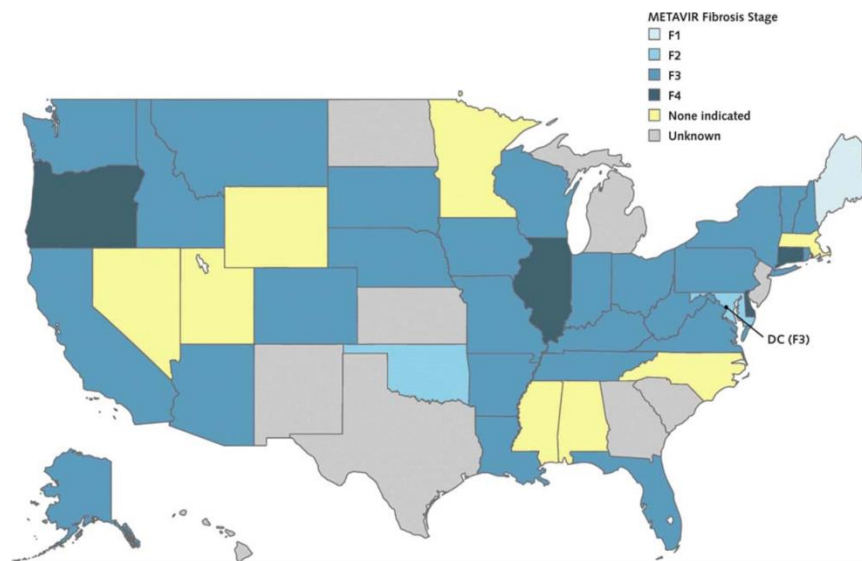 METAVIR Fibrosis Stage
F1
F2
F3
F4
None indicated
Unknown
DC (F3)